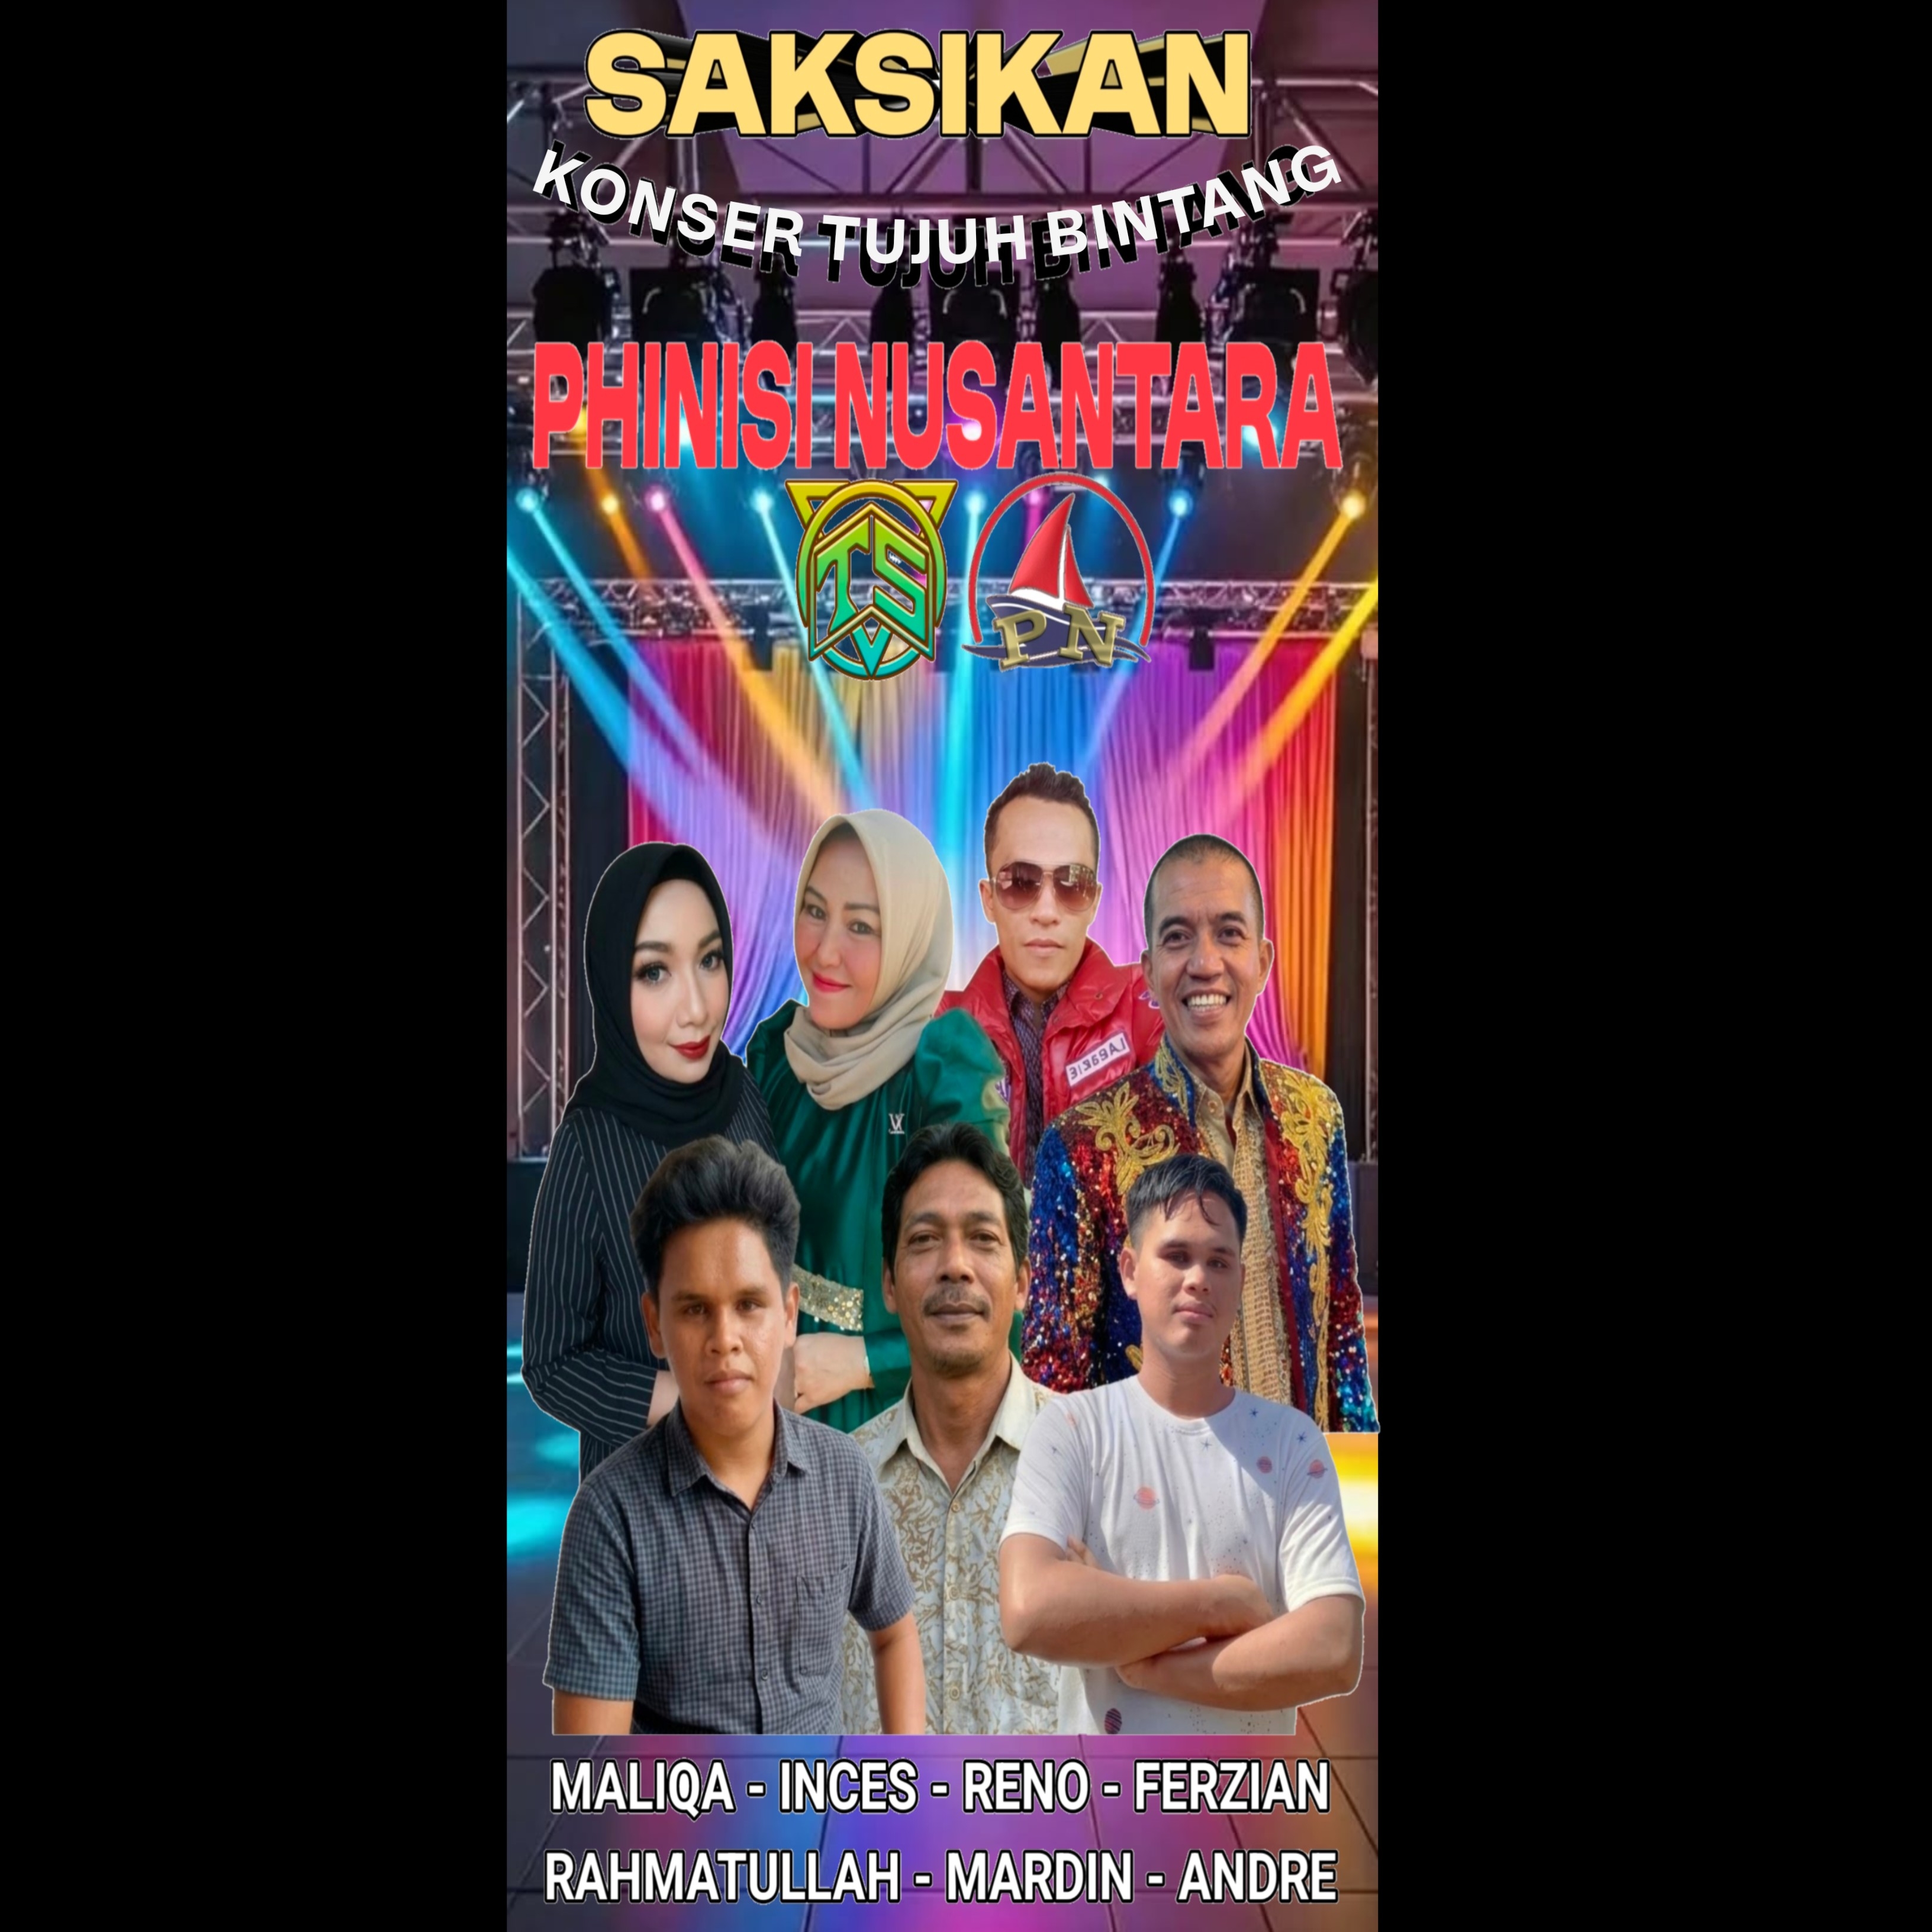 SAKSIKAN
KONSER TUJUH BINTANG
PHINISI NUSANTARA
TS
PN
MALIQA - INCES - RENO - FERZIAN
RAHMATULLAH - MARDIN - ANDRE